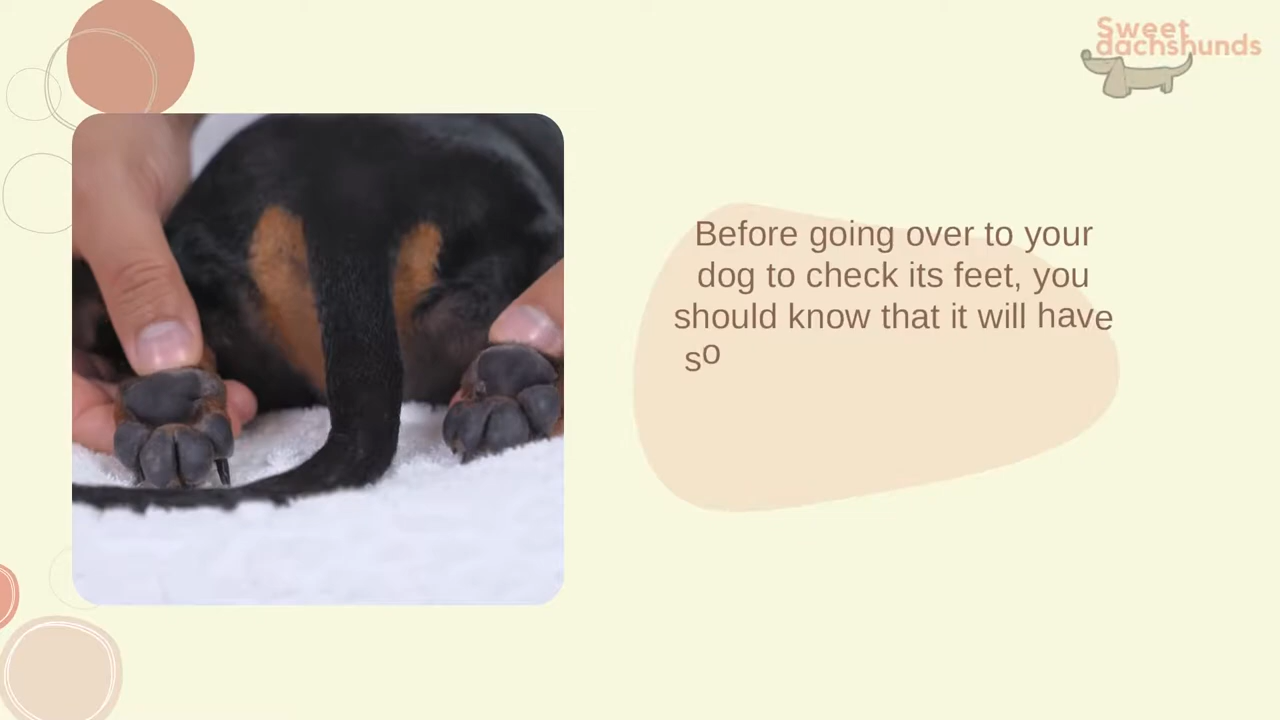 Sweet
dachshunds
Before going over to your
dog to check its feet, you
should know that it will have
so